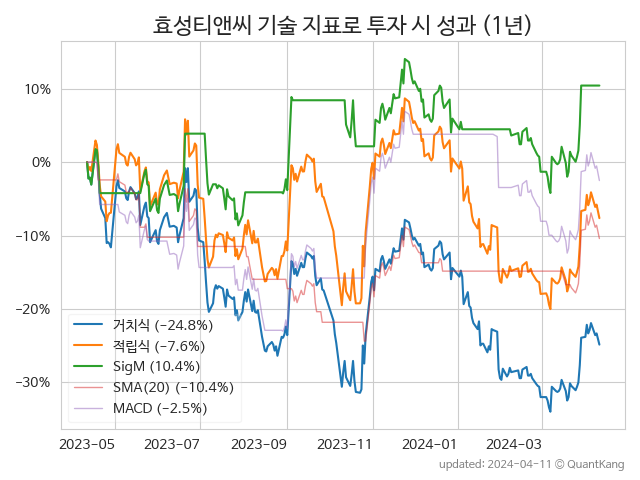 효성티앤씨 기술 지표로 투자 시 성과 (1년)
10%
0%
−10%
−20%
−30%
거치식 (−24.8%)
적립식 (−7.6%)
SigM (10.4%)
SMA(20) (−10.4%)
MACD (−2.5%)
2023−05 2023−07 2023−09 2023−11 2024−01 2024−03
updated: 2024−04−11 © QuantKang